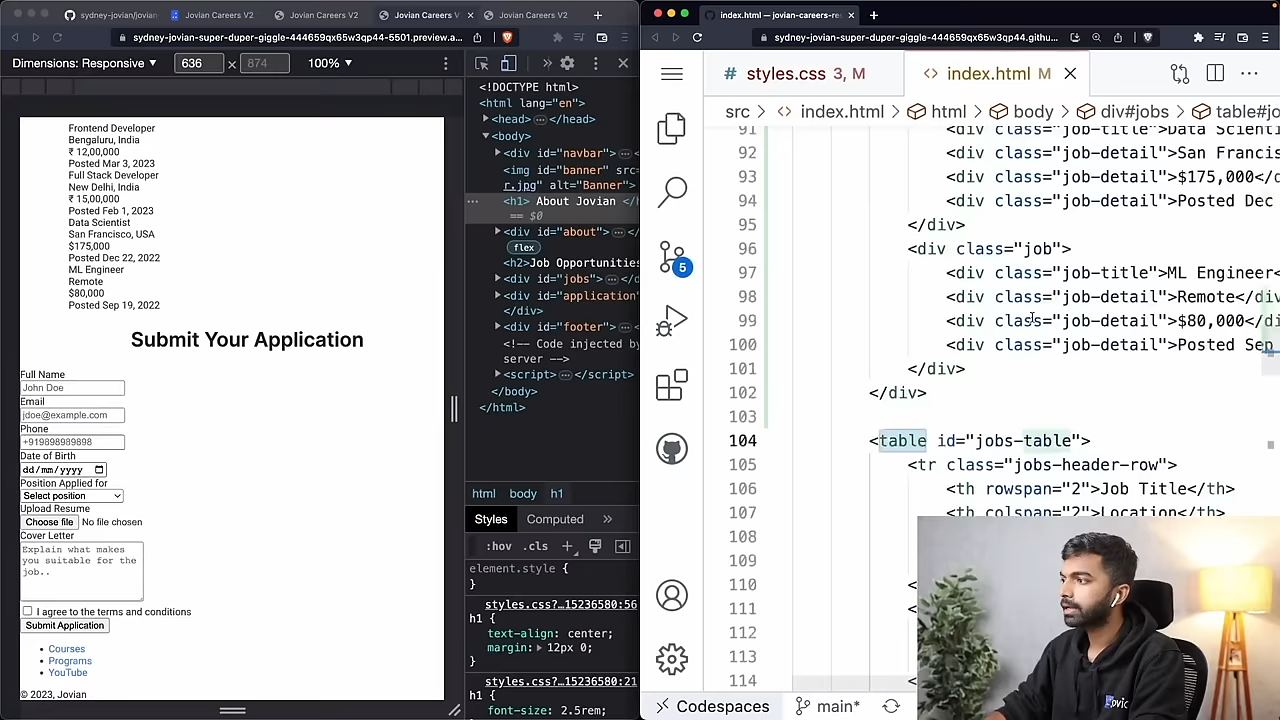 sydney-jovian/jovian-careers
Jovian Careers V2
Jovian Careers V2
Jovian Careers V2
Jovian Careers V2
sydney-jovian-super-duper-giggle-444659qx65w3qp44-5501.preview.a...
Dimensions: Responsive
636
×
874
100%
Frontend Developer
Bengaluru, India
₹ 12,00,000
Posted Mar 3, 2023
Full Stack Developer
New Delhi, India
₹ 15,00,000
Posted Feb 1, 2023
Data Scientist
San Francisco, USA
$175,000
Posted Dec 22, 2022
ML Engineer
Remote
$80,000
Posted Sep 19, 2022
Submit Your Application
Full Name
John Doe
Email
jdoe@example.com
Phone
+919898989898
Date of Birth
dd/mm/yyyy
Position Applied for
Select position
Upload Resume
Choose file No file chosen
Cover Letter
Explain what makes
you suitable for the
job..
I agree to the terms and conditions
Submit Application
Courses
Programs
YouTube
© 2023, Jovian
<!DOCTYPE html>
<html lang="en">
<head>…</head>
<body>
<div id="navbar">…
<img id="banner" src=
r.jpg" alt="Banner">
<h1> About Jovian </h
== $0
<div id="about">…</
flex
<h2>Job Opportunities
<div id="jobs">…</di
<div id="application"
</div>
<div id="footer">…</
<!-- Code injected by
server -->
<script>…</script>
</body>
</html>
html body h1
Styles Computed
:hov .cls
element.style {
}
styles.css?...15236580:56
h1 {
text-align: center;
margin: 12px 0;
}
styles.css?...15236580:21
h1 {
font-size: 2.5rem;
index.html — jovian-careers-re
sydney-jovian-super-duper-giggle-444659qx65w3qp44.githu...
# styles.css 3, M
<> index.html M
src > <> index.html > html > body > div#jobs > table#jo
91 <div class="job-title">Data Scienti
92 <div class="job-detail">San Francis
93 <div class="job-detail">$175,000</d
94 <div class="job-detail">Posted Dec
95 </div>
96 <div class="job">
97 <div class="job-title">ML Engineer<
98 <div class="job-detail">Remote</div
99 <div class="job-detail">$80,000</di
100 <div class="job-detail">Posted Sep
101 </div>
102 </div>
103
104 <table id="jobs-table">
105 <tr class="jobs-header-row">
106 <th rowspan="2">Job Title</th>
107 <th colspan="2">Location</th>
108
109
110 <
111 <
112
113
114 <
5
Codespaces main*